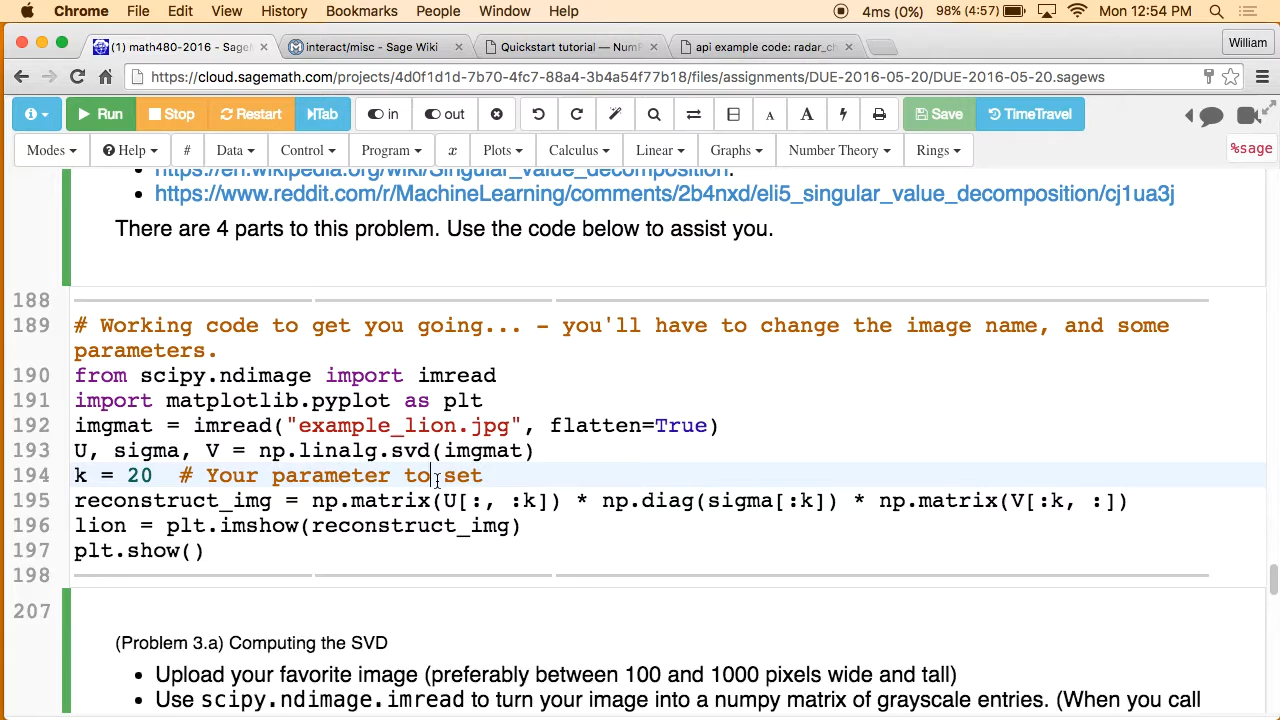 Chrome File Edit View History Bookmarks People Window Help 4ms (0%) 98% (4:57) Mon 12:54 PM
(1) math480-2016 - Sage interact/misc - Sage Wiki Quickstart tutorial — Num api example code: radar_ch William
https://cloud.sagemath.com/projects/4d0f1d1d-7b70-4fc7-88a4-3b4a54f77b18/files/assignments/DUE-2016-05-20/DUE-2016-05-20.sagews
Run Stop Restart Tab in out A A Save TimeTravel
Modes Help # Data Control Program x Plots Calculus Linear Graphs Number Theory Rings %sage
https://en.wikipedia.org/wiki/Singular_value_decomposition.
https://www.reddit.com/r/MachineLearning/comments/2b4nxd/eli5_singular_value_decomposition/cj1ua3j
There are 4 parts to this problem. Use the code below to assist you.
188
189 # Working code to get you going... - you'll have to change the image name, and some
parameters.
190 from scipy.ndimage import imread
191 import matplotlib.pyplot as plt
192 imgmat = imread("example_lion.jpg", flatten=True)
193 U, sigma, V = np.linalg.svd(imgmat)
194 k = 20 # Your parameter to set
195 reconstruct_img = np.matrix(U[:, :k]) * np.diag(sigma[:k]) * np.matrix(V[:k, :])
196 lion = plt.imshow(reconstruct_img)
197 plt.show()
198
207
(Problem 3.a) Computing the SVD
• Upload your favorite image (preferably between 100 and 1000 pixels wide and tall)
• Use scipy.ndimage.imread to turn your image into a numpy matrix of grayscale entries. (When you call